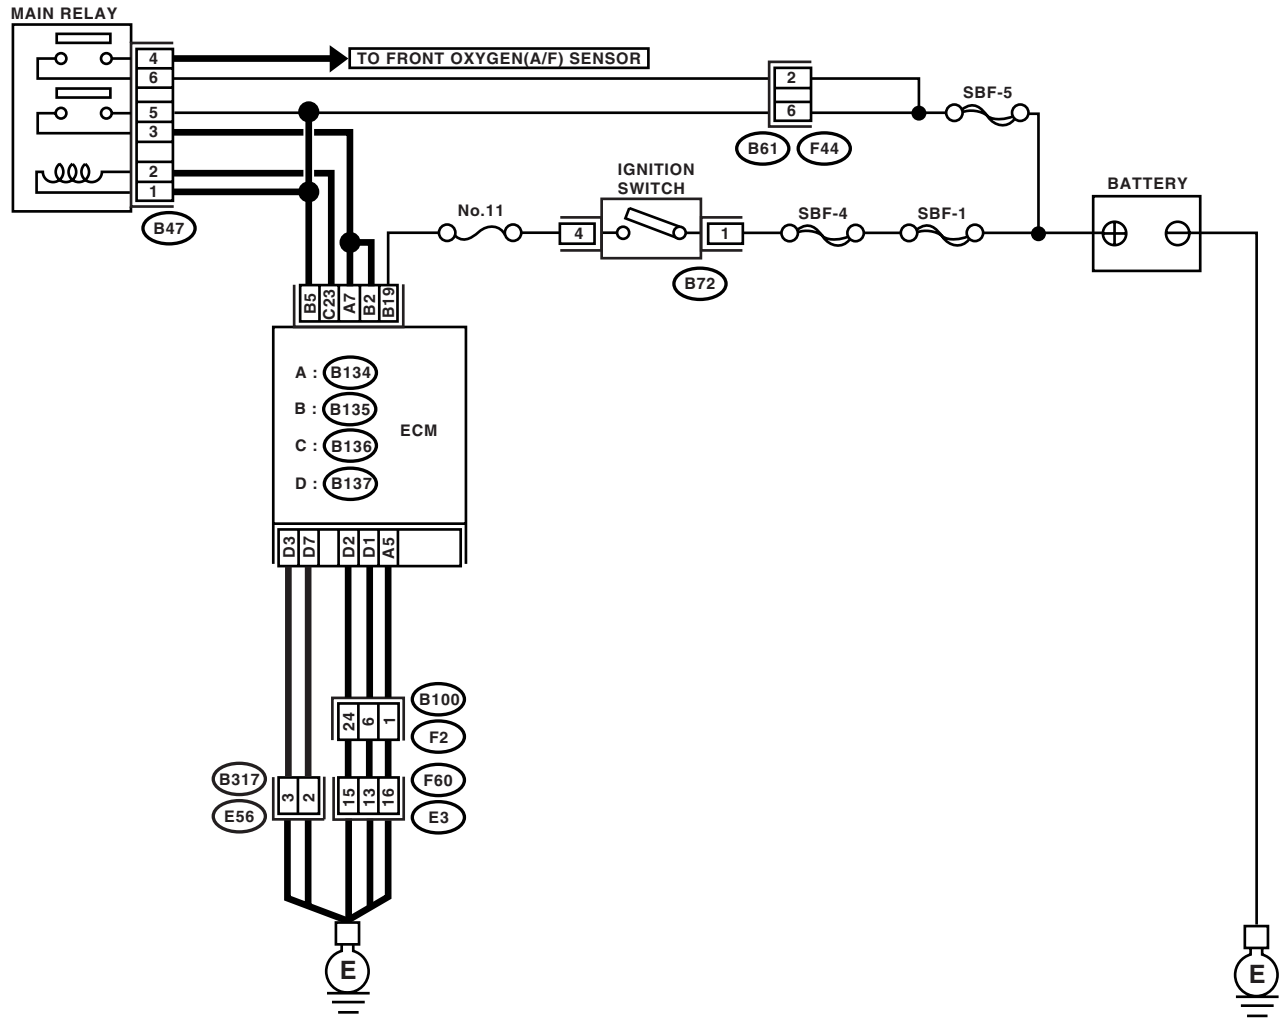 MAIN RELAY
4
TO FRONT OXYGEN(A/F) SENSOR
6
2
5
6
SBF-5
3
B61
F44
2
IGNITION
SWITCH
1
BATTERY
B47
No.11
4
1
SBF-4
SBF-1
B72
B5
C23
A7
B2
B19
A : B134
B : B135
ECM
C : B136
D : B137
D3
D7
D2
D1
A5
B100
24
6
1
F2
B317
F60
3
2
15
13
16
E56
E3
E
E